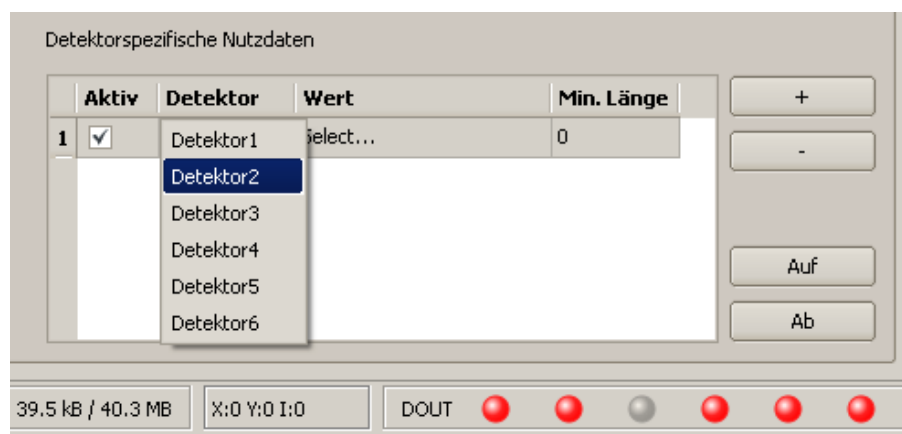 Detektorspezifische Nutzdaten
Aktiv Detektor Wert Min. Länge +
1 Detektor1 Select... 0
-
Detektor2
Detektor3
Detektor4
Auf
Detektor5
Detektor6 Ab
39.5 kB / 40.3 MB X:0 Y:0 I:0 DOUT